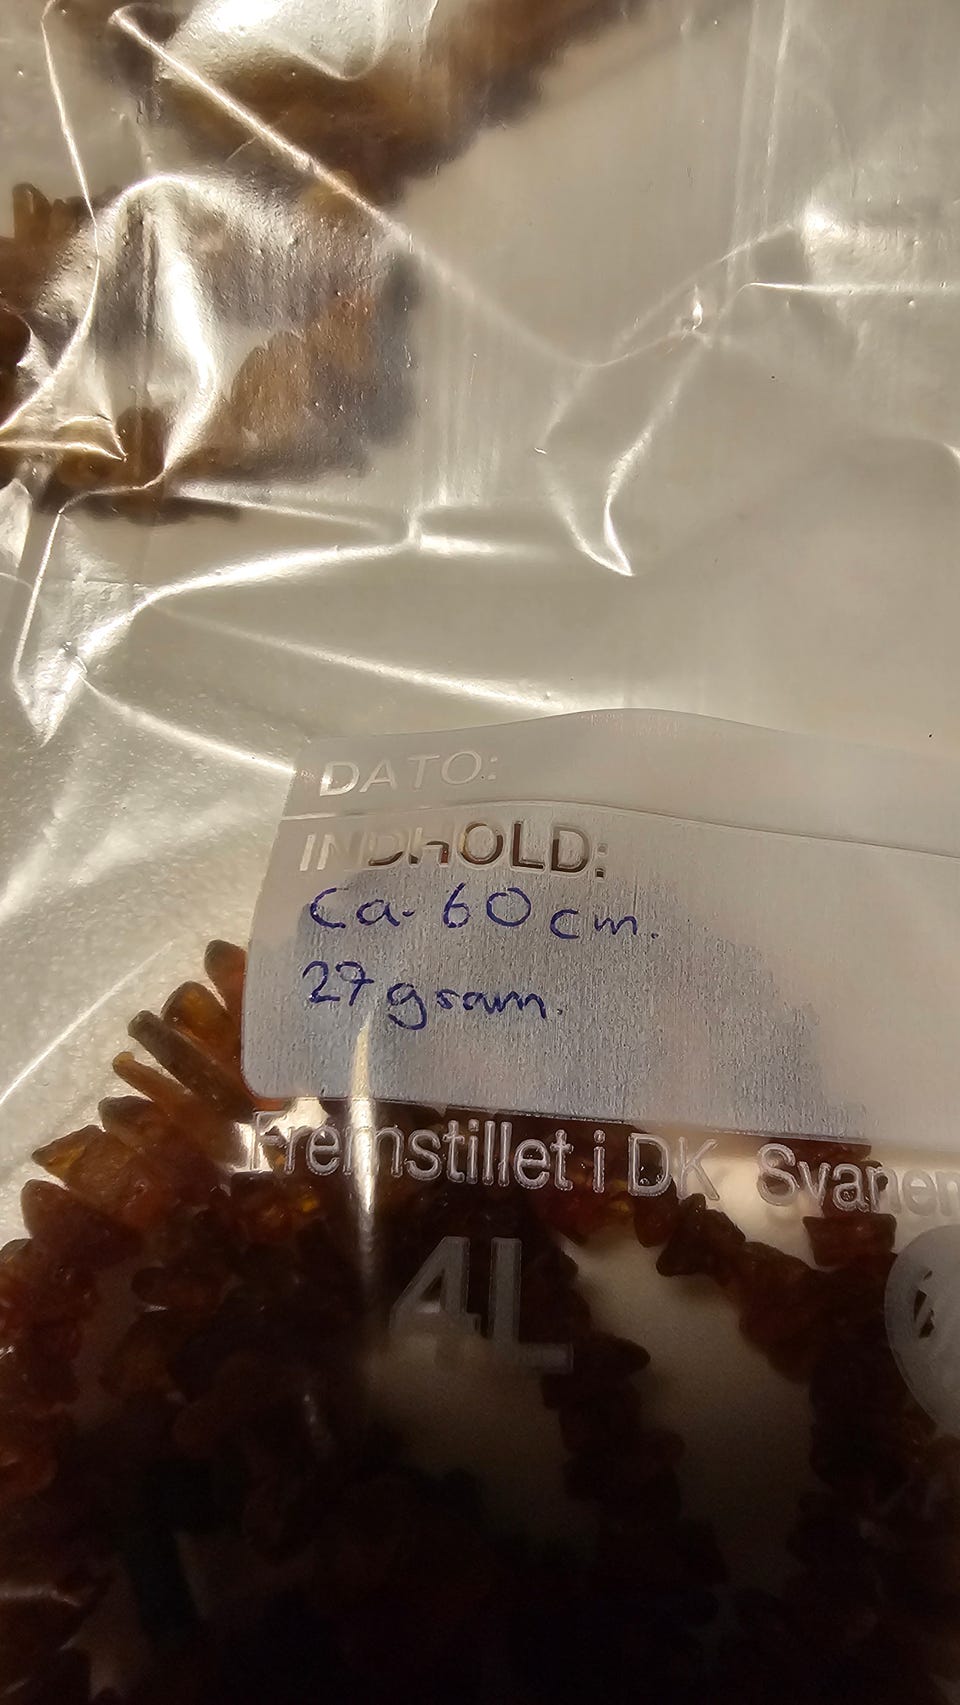 DATO:
INDHOLD:
Ca. 60 cm.
27 gram.
Fremstillet i DK
4L